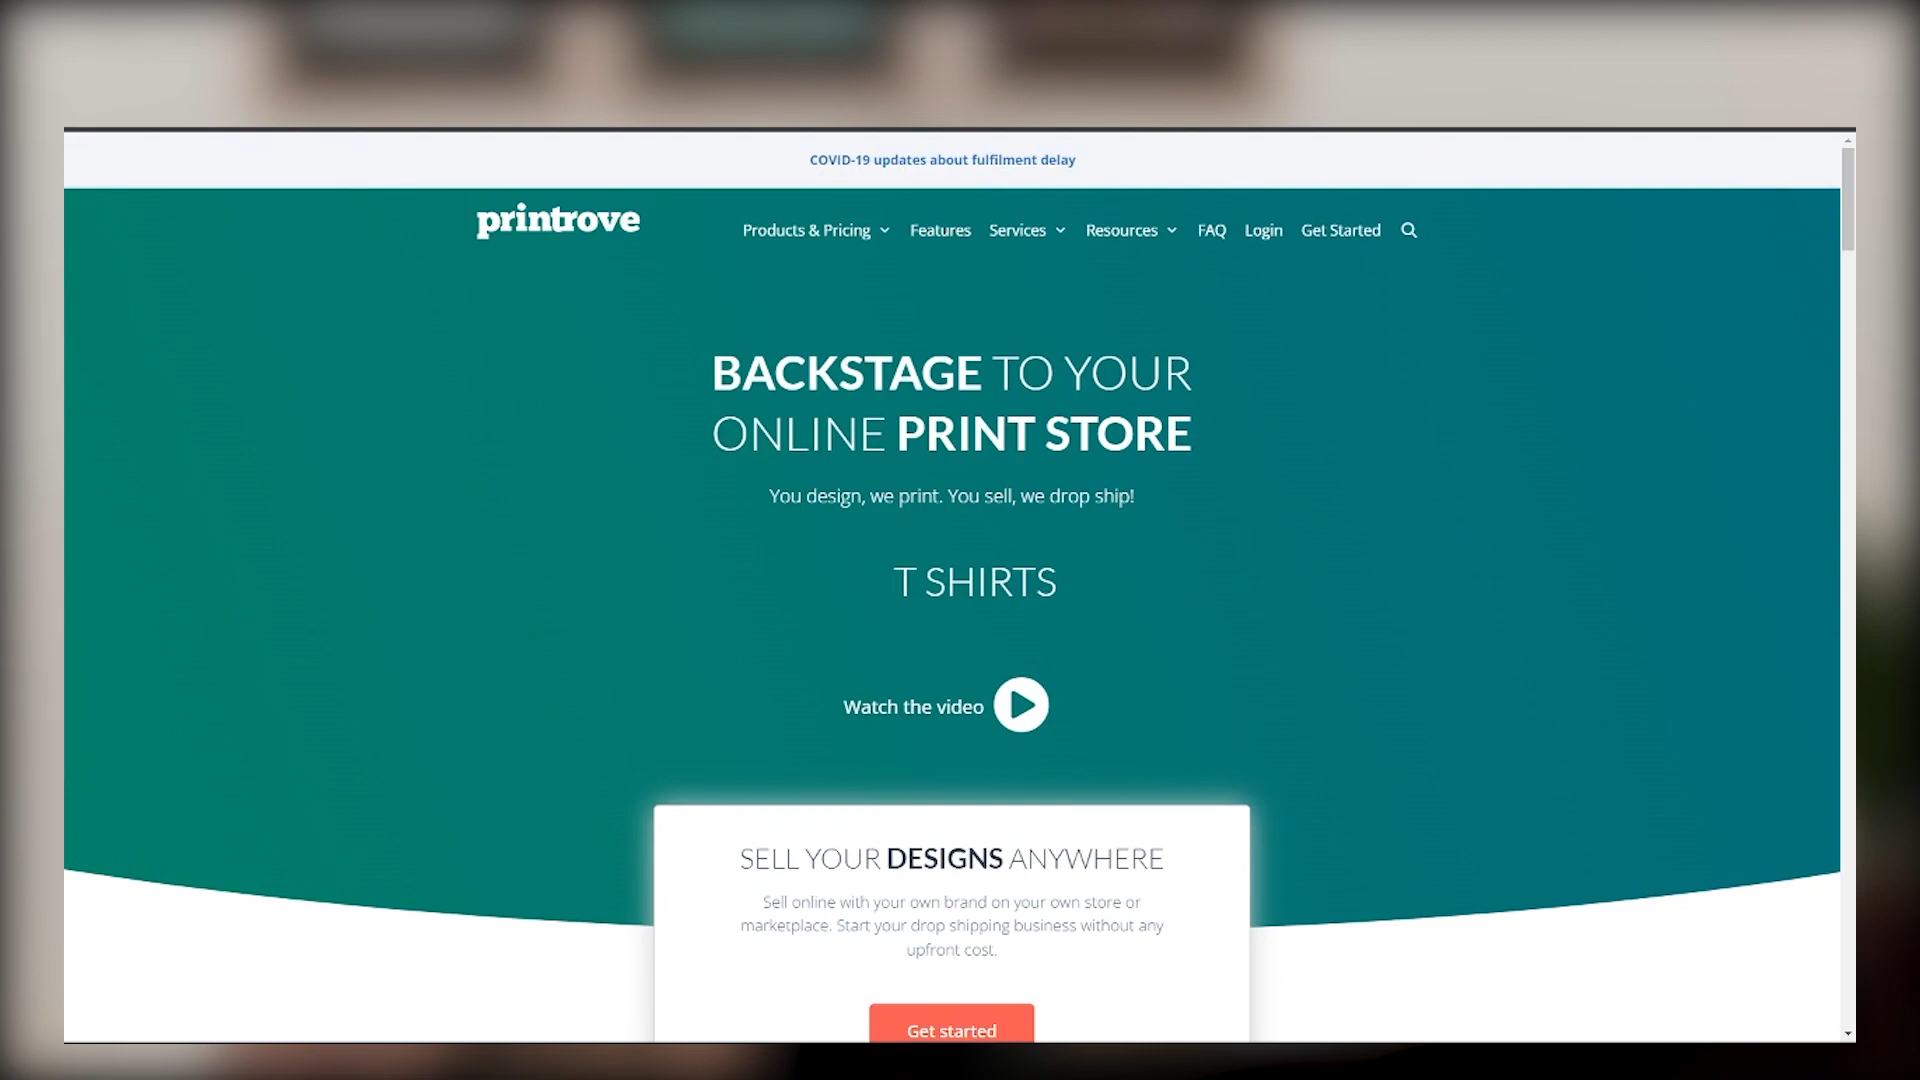 COVID-19 updates about fulfilment delay
printrove
Products & Pricing Features Services Resources FAQ Login Get Started
BACKSTAGE TO YOUR
ONLINE PRINT STORE
You design, we print. You sell, we drop ship!
T SHIRTS
Watch the video
SELL YOUR DESIGNS ANYWHERE
Sell online with your own brand on your own store or
marketplace. Start your drop shipping business without any
upfront cost.
Get started